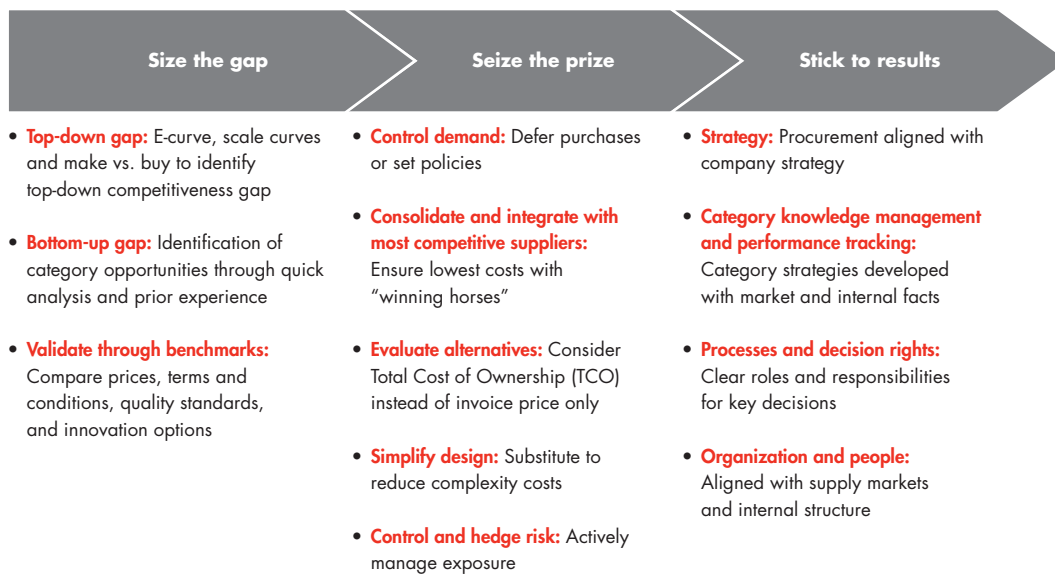 Size the gap
Seize the prize
Stick to results
• Top-down gap: E-curve, scale curves
and make vs. buy to identify
top-down competitiveness gap
• Bottom-up gap: Identification of
category opportunities through quick
analysis and prior experience
• Validate through benchmarks:
Compare prices, terms and
conditions, quality standards,
and innovation options
• Control demand: Defer purchases
or set policies
• Consolidate and integrate with
most competitive suppliers:
Ensure lowest costs with
“winning horses”
• Evaluate alternatives: Consider
Total Cost of Ownership (TCO)
instead of invoice price only
• Simplify design: Substitute to
reduce complexity costs
• Control and hedge risk: Actively
manage exposure
• Strategy: Procurement aligned with
company strategy
• Category knowledge management
and performance tracking:
Category strategies developed
with market and internal facts
• Processes and decision rights:
Clear roles and responsibilities
for key decisions
• Organization and people:
Aligned with supply markets
and internal structure